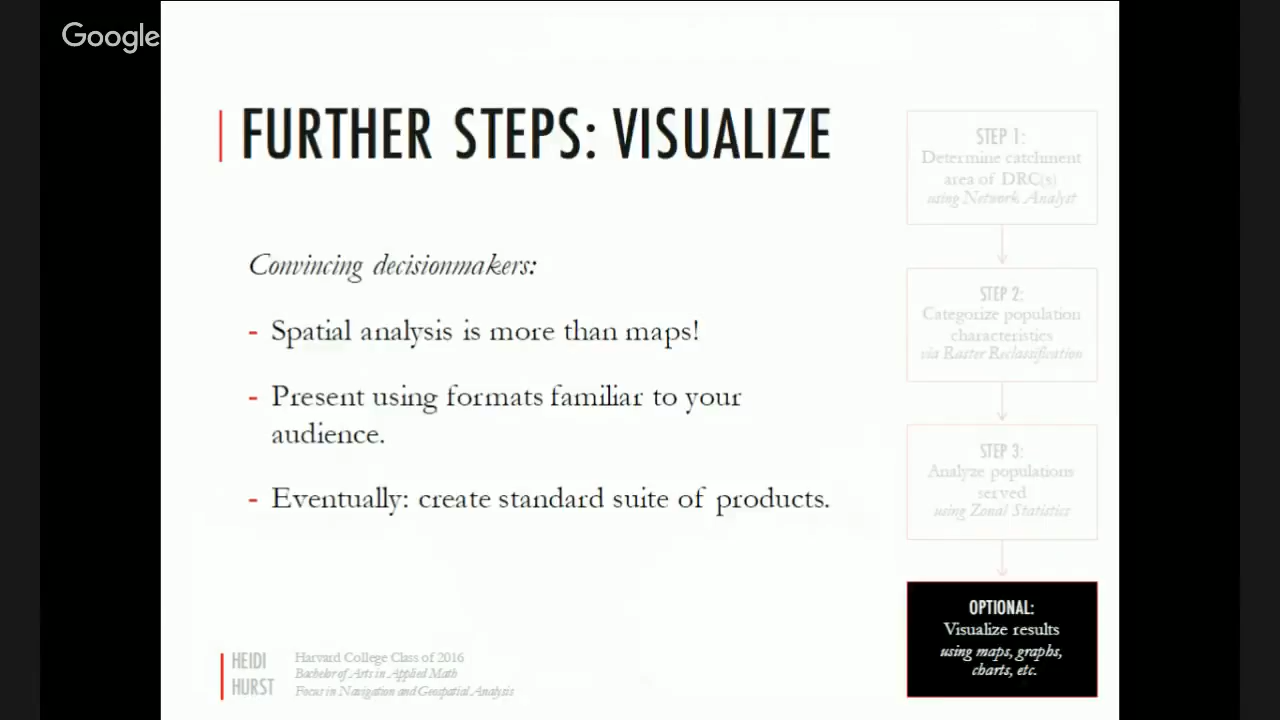 Google
FURTHER STEPS: VISUALIZE
Convincing decisionmakers:
- Spatial analysis is more than maps!
- Present using formats familiar to your
audience.
- Eventually: create standard suite of products.
STEP 1:
Determine catchment
area of DRC(s)
using Network Analyst
STEP 2:
Categorize population
characteristics
via Raster Reclassification
STEP 3:
Analyze populations
served
using Zonal Statistics
OPTIONAL:
Visualize results
using maps, graphs,
charts, etc.
HEIDI
HURST
Harvard College Class of 2016
Bachelor of Arts in Applied Math
Focus in Navigation and Geospatial Analysis